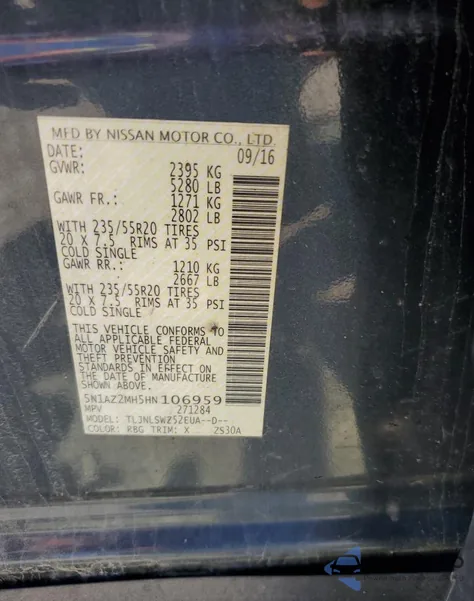 MFD BY NISSAN MOTOR CO., LTD.
DATE: 09/16
GVWR: 2395 KG
5280 LB
GAWR FR.: 1271 KG
2802 LB
WITH 235/55R20 TIRES
20 X 7.5 RIMS AT 35 PSI
COLD SINGLE
GAWR RR.: 1210 KG
2667 LB
WITH 235/55R20 TIRES
20 X 7.5 RIMS AT 35 PSI
COLD SINGLE
THIS VEHICLE CONFORMS TO
ALL APPLICABLE FEDERAL
MOTOR VEHICLE SAFETY AND
THEFT PREVENTION
STANDARDS IN EFFECT ON
THE DATE OF MANUFACTURE
SHOWN ABOVE.
5N1AZ2MH5HN106959
MPV 271284
MODEL: TLJNLSWZ52EUA--D--
COLOR: RBG TRIM: X ZS30A